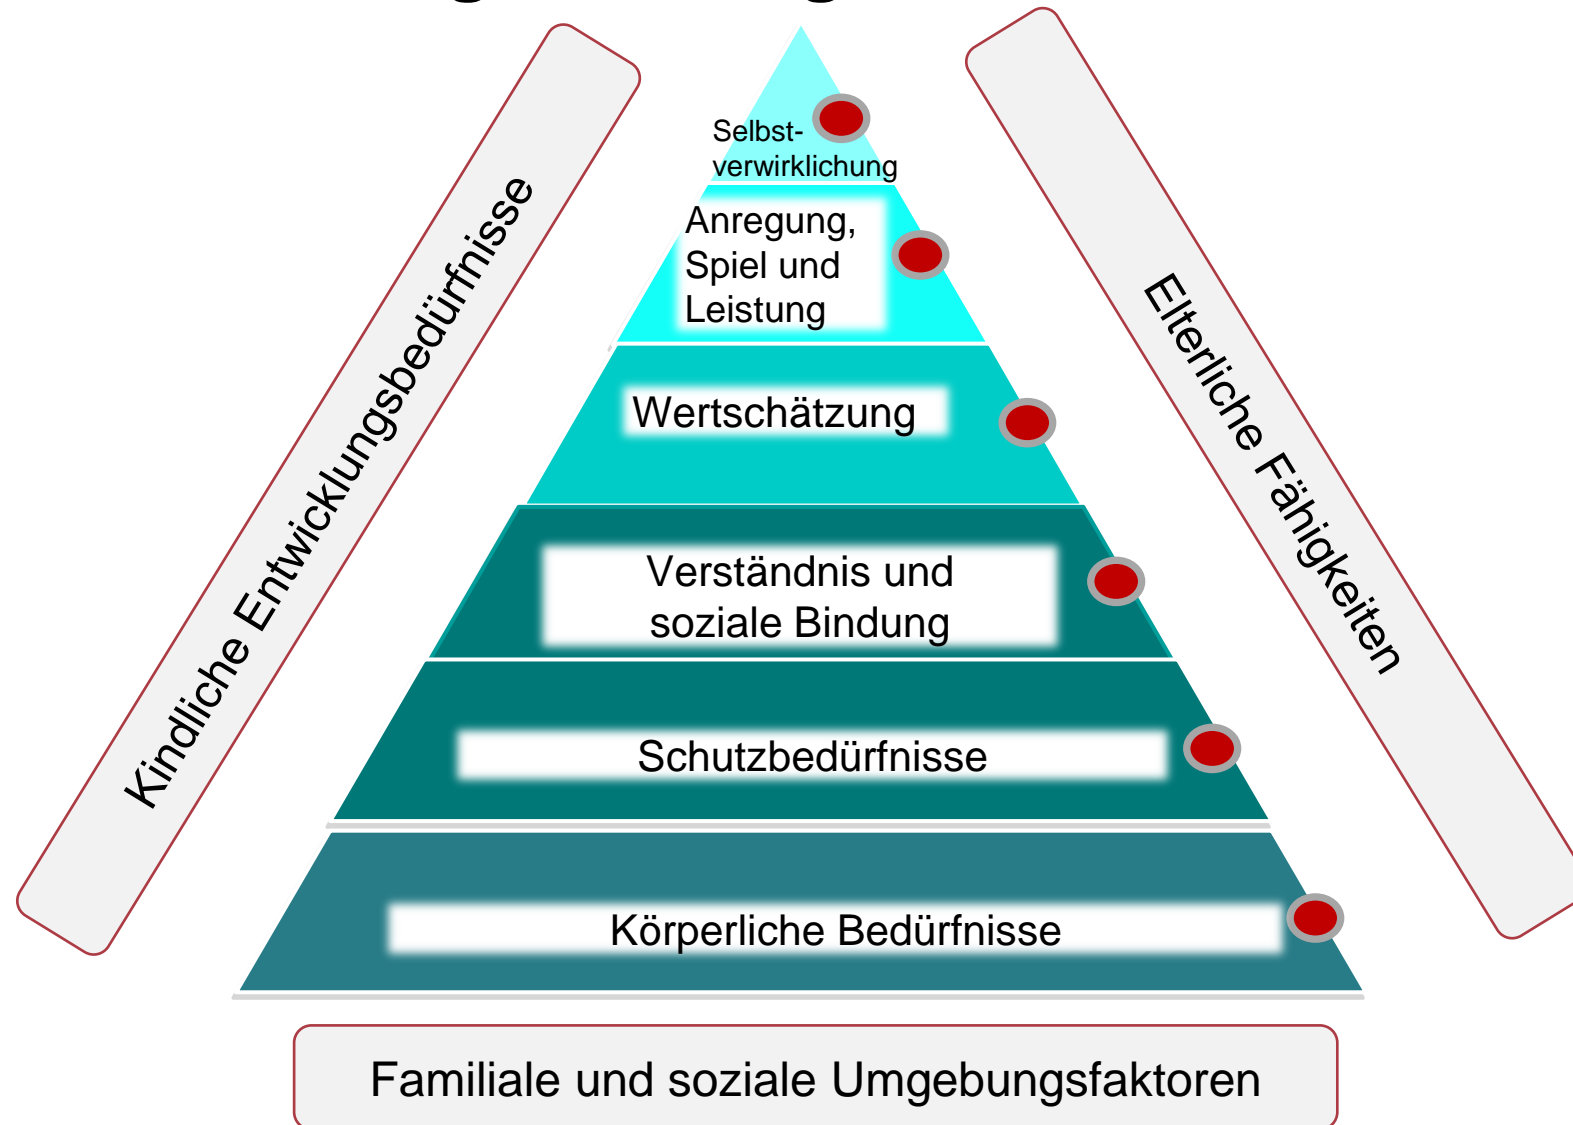 Kindliche Entwicklungsbedürfnisse
Elterliche Fähigkeiten
Selbst-
verwirklichung
Anregung,
Spiel und
Leistung
Wertschätzung
Verständnis und
soziale Bindung
Schutzbedürfnisse
Körperliche Bedürfnisse
Familiale und soziale Umgebungsfaktoren